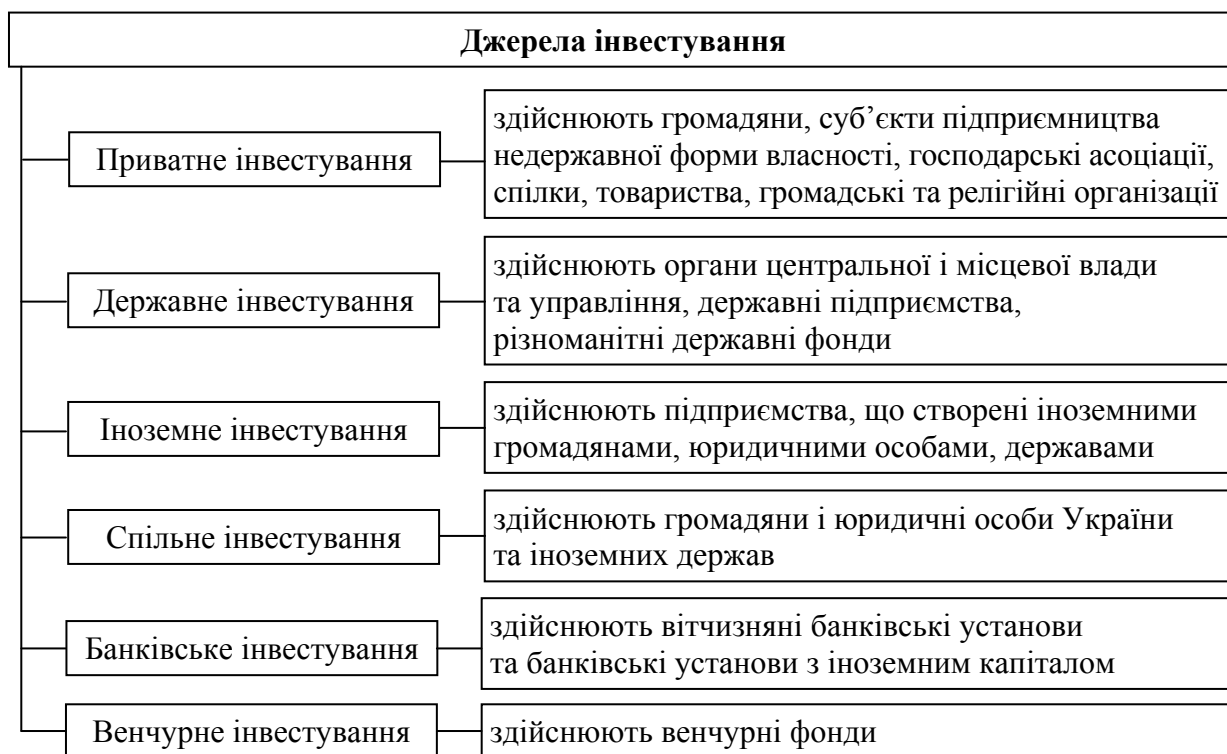 Джерела інвестування
Приватне інвестування
здійснюють громадяни, суб’єкти підприємництва
недержавної форми власності, господарські асоціації,
спілки, товариства, громадські та релігійні організації
Державне інвестування
здійснюють органи центральної і місцевої влади
та управління, державні підприємства,
різноманітні державні фонди
Іноземне інвестування
здійснюють підприємства, що створені іноземними
громадянами, юридичними особами, державами
Спільне інвестування
здійснюють громадяни і юридичні особи України
та іноземних держав
Банківське інвестування
здійснюють вітчизняні банківські установи
та банківські установи з іноземним капіталом
Венчурне інвестування
здійснюють венчурні фонди